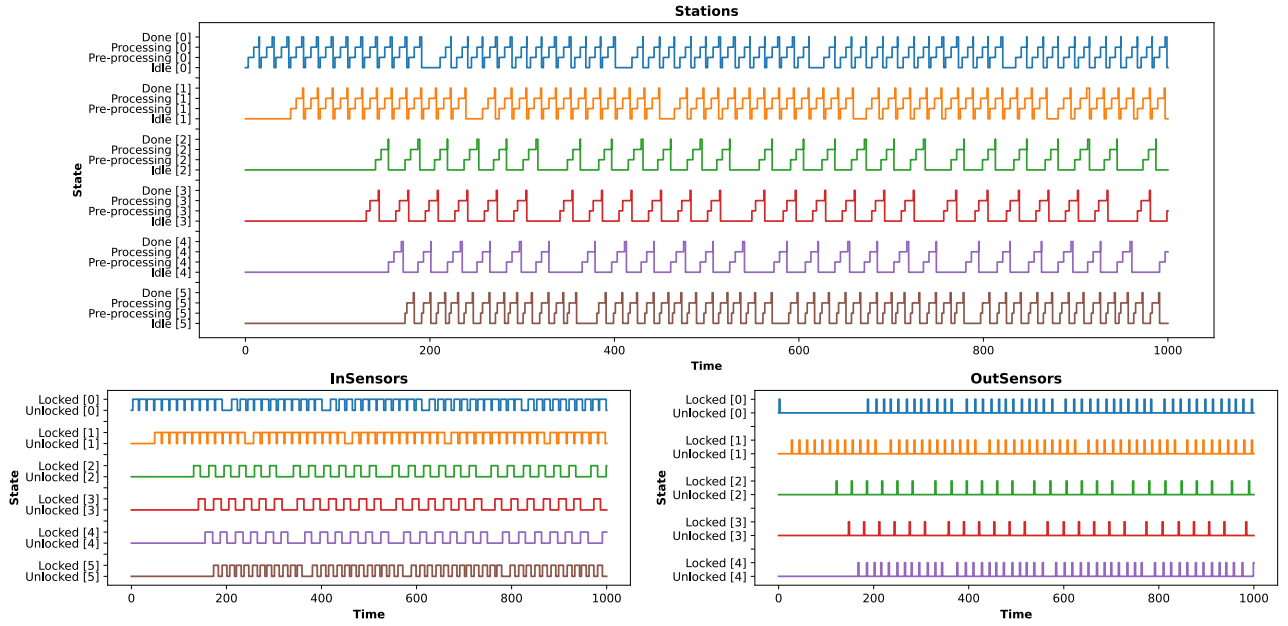 Stations
State
Done [0]
Processing [0]
Pre-processing [0]
Idle [0]
Done [1]
Processing [1]
Pre-processing [1]
Idle [1]
Done [2]
Processing [2]
Pre-processing [2]
Idle [2]
Done [3]
Processing [3]
Pre-processing [3]
Idle [3]
Done [4]
Processing [4]
Pre-processing [4]
Idle [4]
Done [5]
Processing [5]
Pre-processing [5]
Idle [5]
0 200 400 600 800 1000
Time
InSensors
State
Locked [0]
Unlocked [0]
Locked [1]
Unlocked [1]
Locked [2]
Unlocked [2]
Locked [3]
Unlocked [3]
Locked [4]
Unlocked [4]
Locked [5]
Unlocked [5]
0 200 400 600 800 1000
Time
OutSensors
State
Locked [0]
Unlocked [0]
Locked [1]
Unlocked [1]
Locked [2]
Unlocked [2]
Locked [3]
Unlocked [3]
Locked [4]
Unlocked [4]
0 200 400 600 800 1000
Time